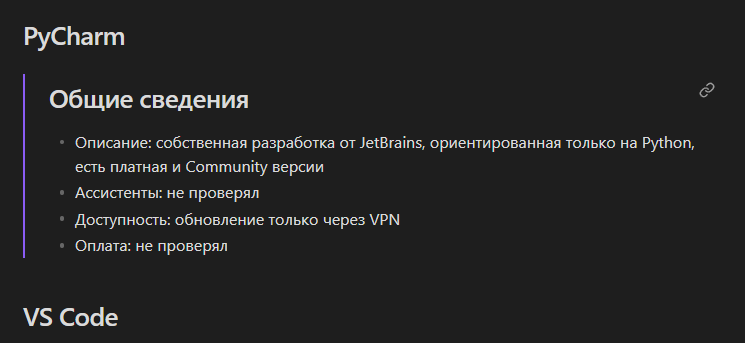 PyCharm
Общие сведения
Описание: собственная разработка от JetBrains, ориентированная только на Python,
есть платная и Community версии
Ассистенты: не проверял
Доступность: обновление только через VPN
Оплата: не проверял
VS Code